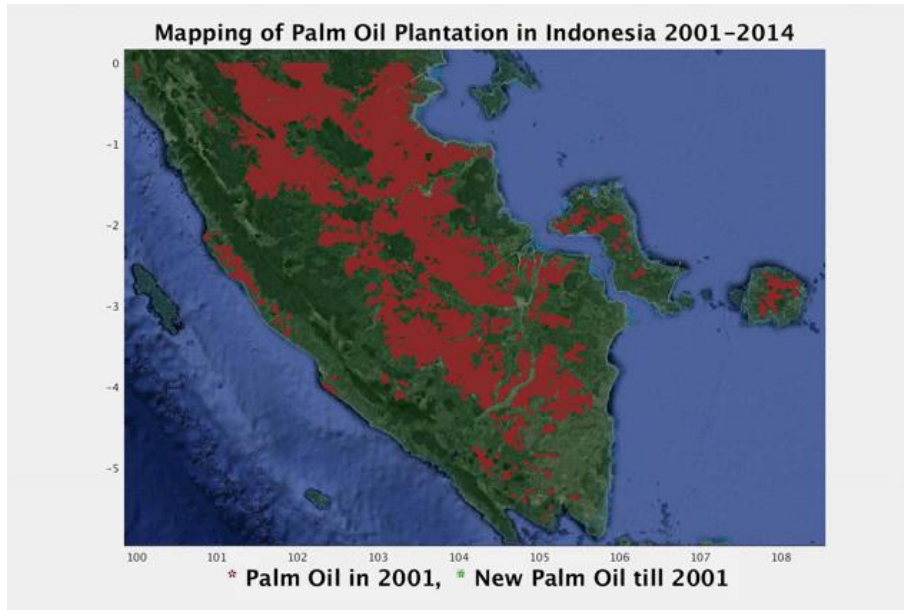 Mapping of Palm Oil Plantation in Indonesia 2001-2014
0
-1
-2
-3
-4
-5
100 101 102 103 104 105 106 107 108
* Palm Oil in 2001, * New Palm Oil till 2001